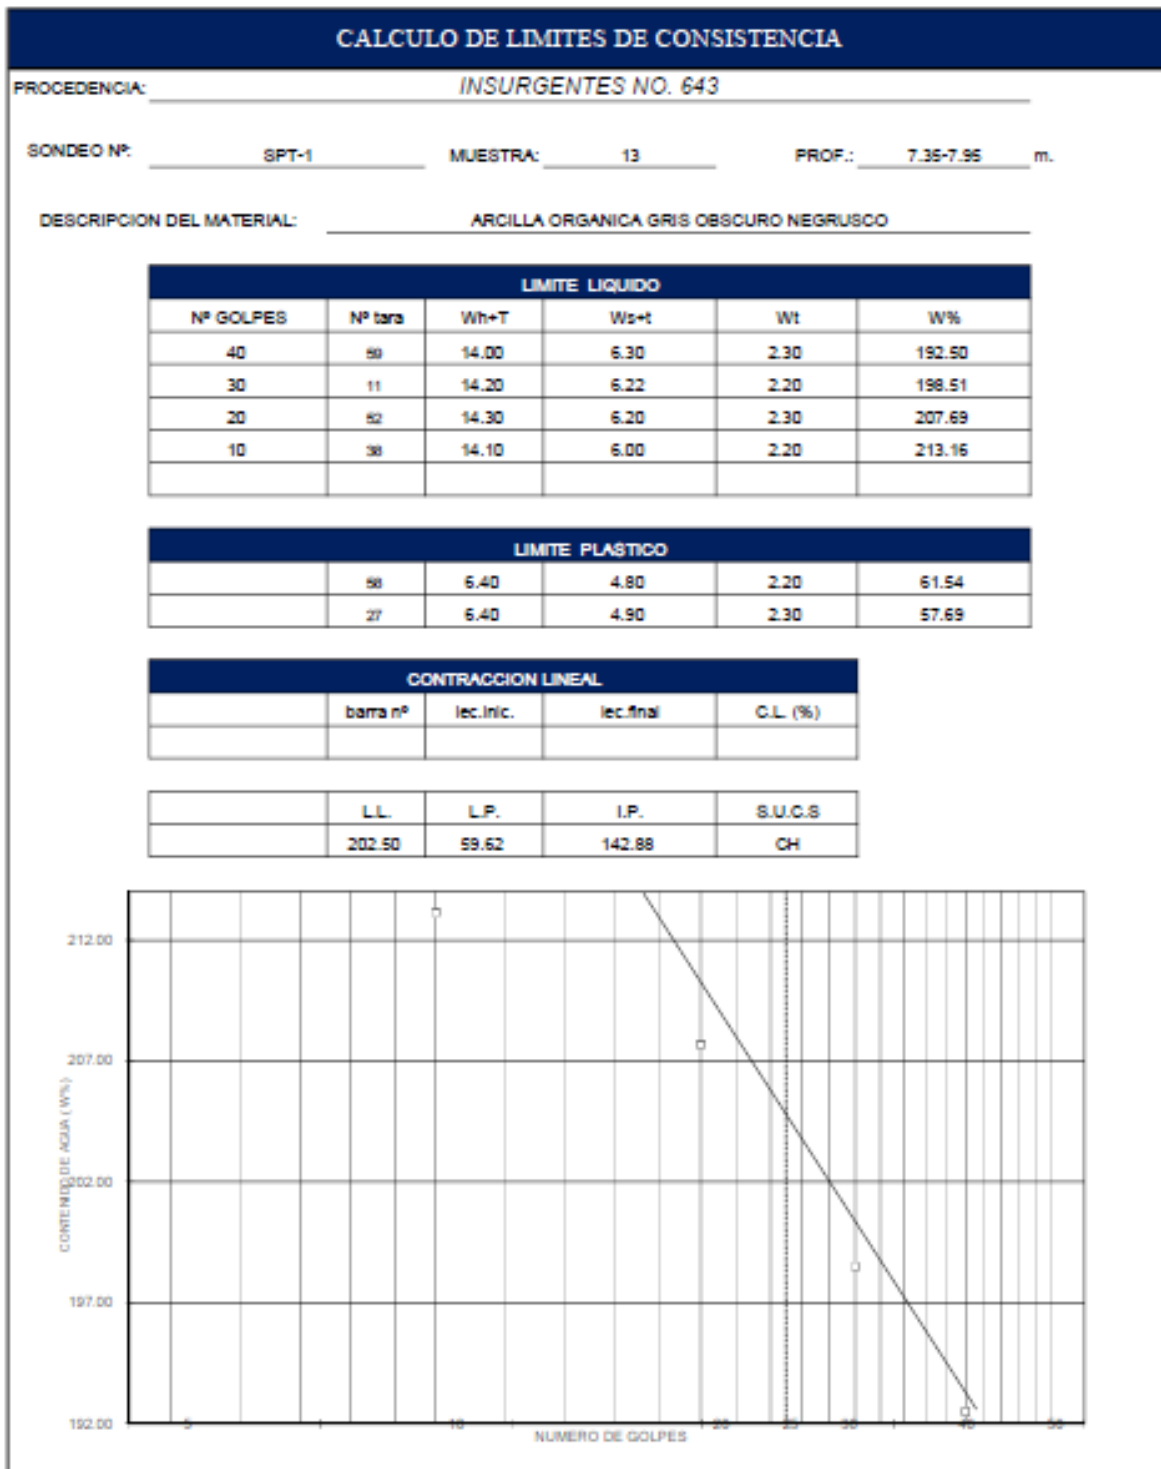 CALCULO DE LIMITES DE CONSISTENCIA
PROCEDENCIA: INSURGENTES NO. 643
SONDEO Nº: SPT-1 MUESTRA: 13 PROF.: 7.35-7.95 m.
DESCRIPCION DEL MATERIAL: ARCILLA ORGANICA GRIS OBSCURO NEGRUSCO
LIMITE LIQUIDO
Nº GOLPES Nº tara Wh+T Ws+t Wt W%
40 59 14.00 6.30 2.30 192.50
30 11 14.20 6.22 2.20 198.51
20 52 14.30 6.20 2.30 207.69
10 38 14.10 6.00 2.20 213.16
LIMITE PLASTICO
58 6.40 4.80 2.20 61.54
27 6.40 4.90 2.30 57.69
CONTRACCION LINEAL
barra nº lec.inic. lec.final C.L. (%)
L.L. L.P. I.P. S.U.C.S
202.50 59.62 142.88 CH
212.00
207.00
CONTENIDO DE AGUA ( W%)
202.00
197.00
192.00
5 10 20 25 30 40 50
NUMERO DE GOLPES